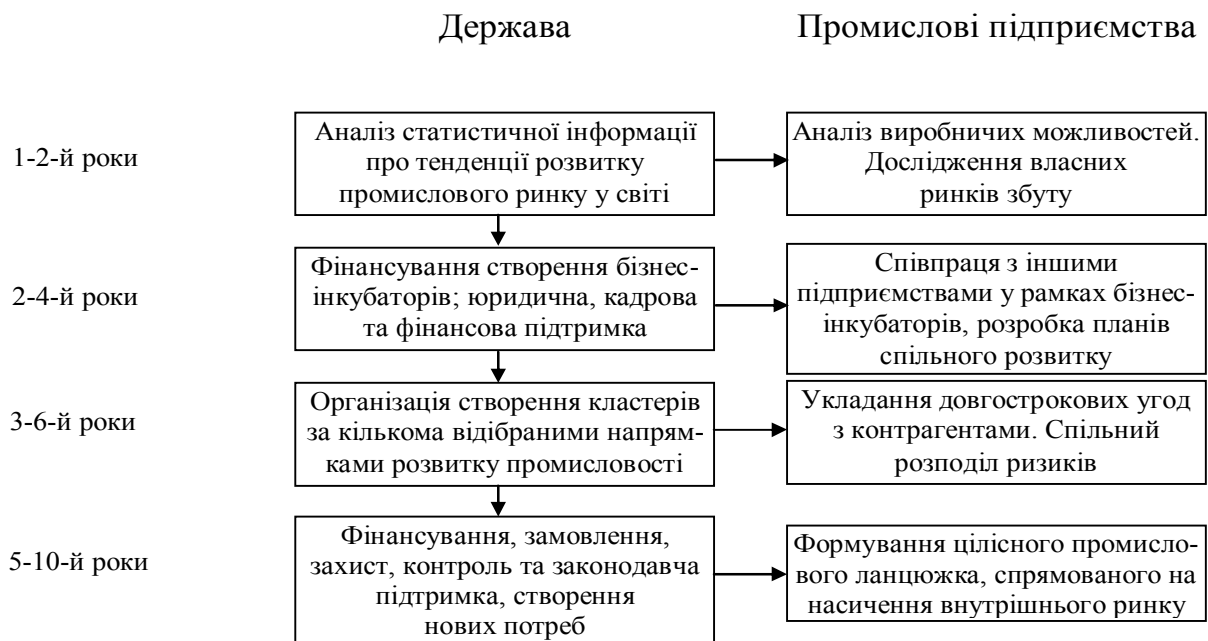 Держава
Промислові підприємства
1-2-й роки
Аналіз статистичної інформації
про тенденції розвитку
промислового ринку у світі
Аналіз виробничих можливостей.
Дослідження власних
ринків збуту
2-4-й роки
Фінансування створення бізнес-
інкубаторів; юридична, кадрова
та фінансова підтримка
Співпраця з іншими
підприємствами у рамках бізнес-
інкубаторів, розробка планів
спільного розвитку
3-6-й роки
Організація створення кластерів
за кількома відібраними напрям-
ками розвитку промисловості
Укладання довгострокових угод
з контрагентами. Спільний
розподіл ризиків
5-10-й роки
Фінансування, замовлення,
захист, контроль та законодавча
підтримка, створення
нових потреб
Формування цілісного промисло-
вого ланцюжка, спрямованого на
насичення внутрішнього ринку